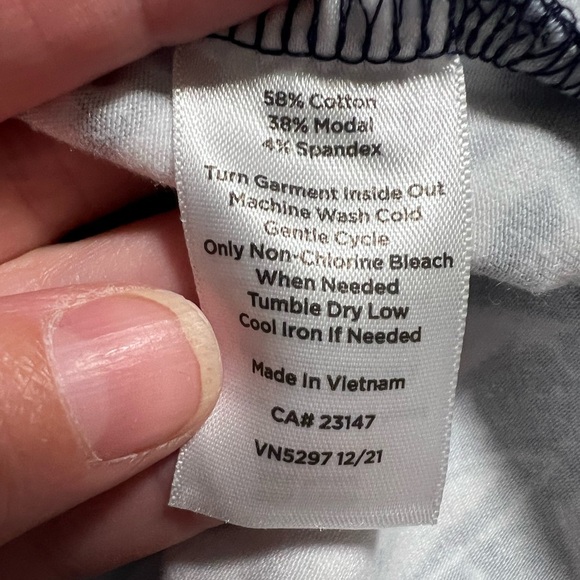 58% Cotton
38% Modal
4% Spandex
Turn Garment Inside Out
Machine Wash Cold
Gentle Cycle
Only Non-Chlorine Bleach
When Needed
Tumble Dry Low
Cool Iron If Needed
Made In Vietnam
CA# 23147
VN5297 12/21